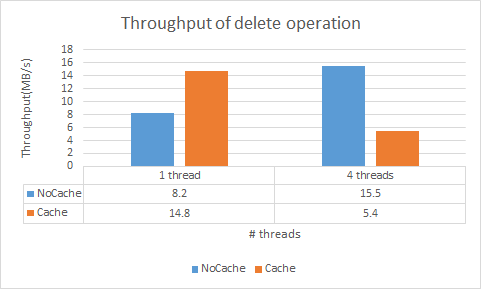 Throughput of delete operation
Throughput(MB/s)
18
16
14
12
10
8
6
4
2
0
1 thread 4 threads
NoCache 8.2 15.5
Cache 14.8 5.4
# threads
NoCache Cache